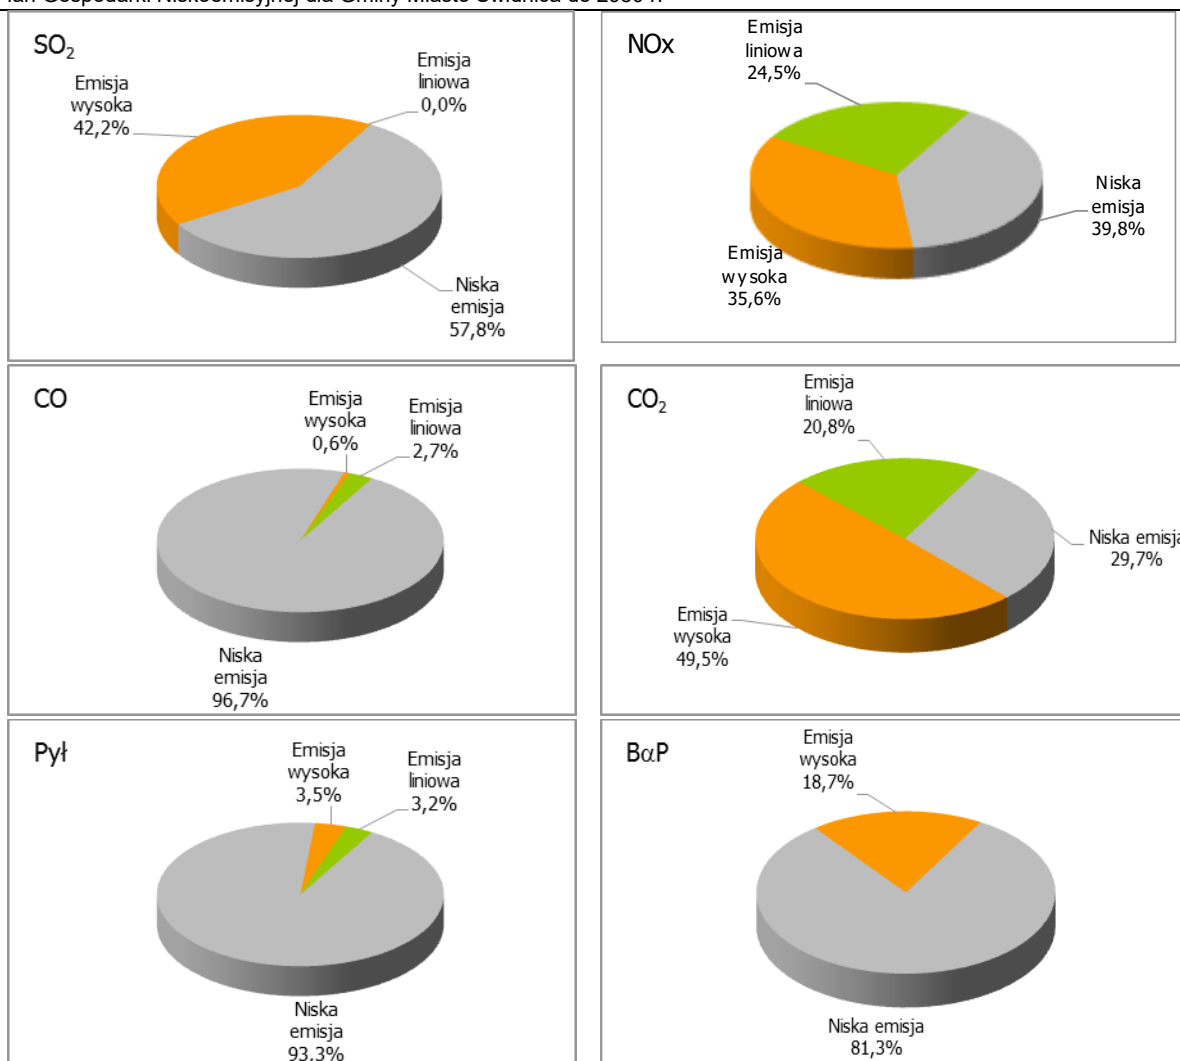 Gospodarki Niskoemisyjnej dla Gminy Miasto Świdnica do
SO₂
Emisja
wysoka
42,2%
Emisja
liniowa
0,0%
Niska
emisja
57,8%
NOx
Emisja
liniowa
24,5%
Niska
emisja
39,8%
Emisja
wysoka
35,6%
CO
Emisja
wysoka
0,6%
Emisja
liniowa
2,7%
Niska
emisja
96,7%
CO₂
Emisja
liniowa
20,8%
Niska emisja
29,7%
Emisja
wysoka
49,5%
Pył
Emisja
wysoka
3,5%
Emisja
liniowa
3,2%
Niska
emisja
93,3%
BαP
Emisja
wysoka
18,7%
Niska emisja
81,3%